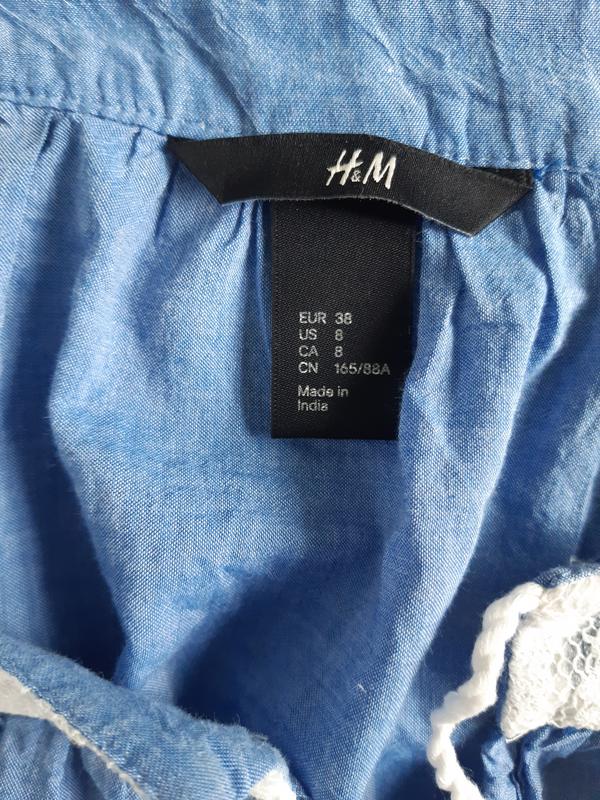 H&M
EUR 38
US 8
CA 8
CN 165/88A
Made in
India